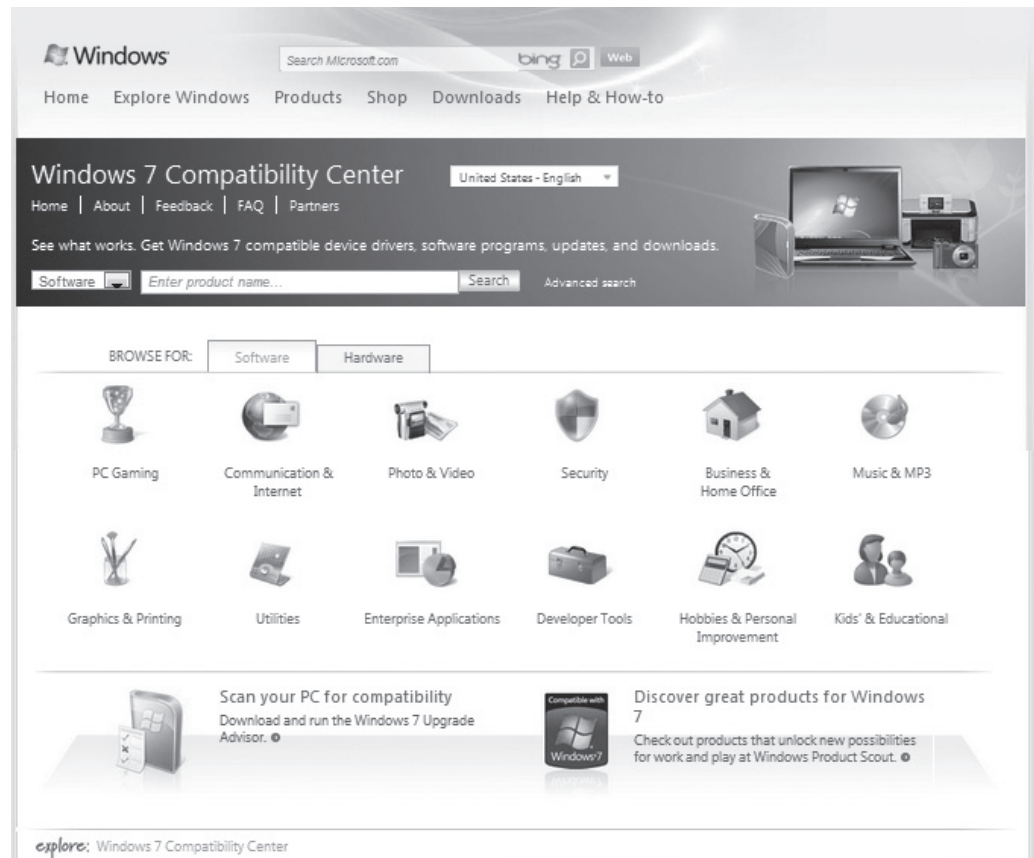 Windows
Search Microsoft.com
bing
Web
Home Explore Windows Products Shop Downloads Help & How-to
Windows 7 Compatibility Center
United States - English
Home | About | Feedback | FAQ | Partners
See what works. Get Windows 7 compatible device drivers, software programs, updates, and downloads.
Software
Enter product name...
Search
Advanced search
BROWSE FOR:
Software
Hardware
PC Gaming
Communication &
Internet
Photo & Video
Security
Business &
Home Office
Music & MP3
Graphics & Printing
Utilities
Enterprise Applications
Developer Tools
Hobbies & Personal
Improvement
Kids' & Educational
Scan your PC for compatibility
Download and run the Windows 7 Upgrade
Advisor.
Compatible with
Windows 7
Discover great products for Windows
7
Check out products that unlock new possibilities
for work and play at Windows Product Scout.
explore: Windows 7 Compatibility Center